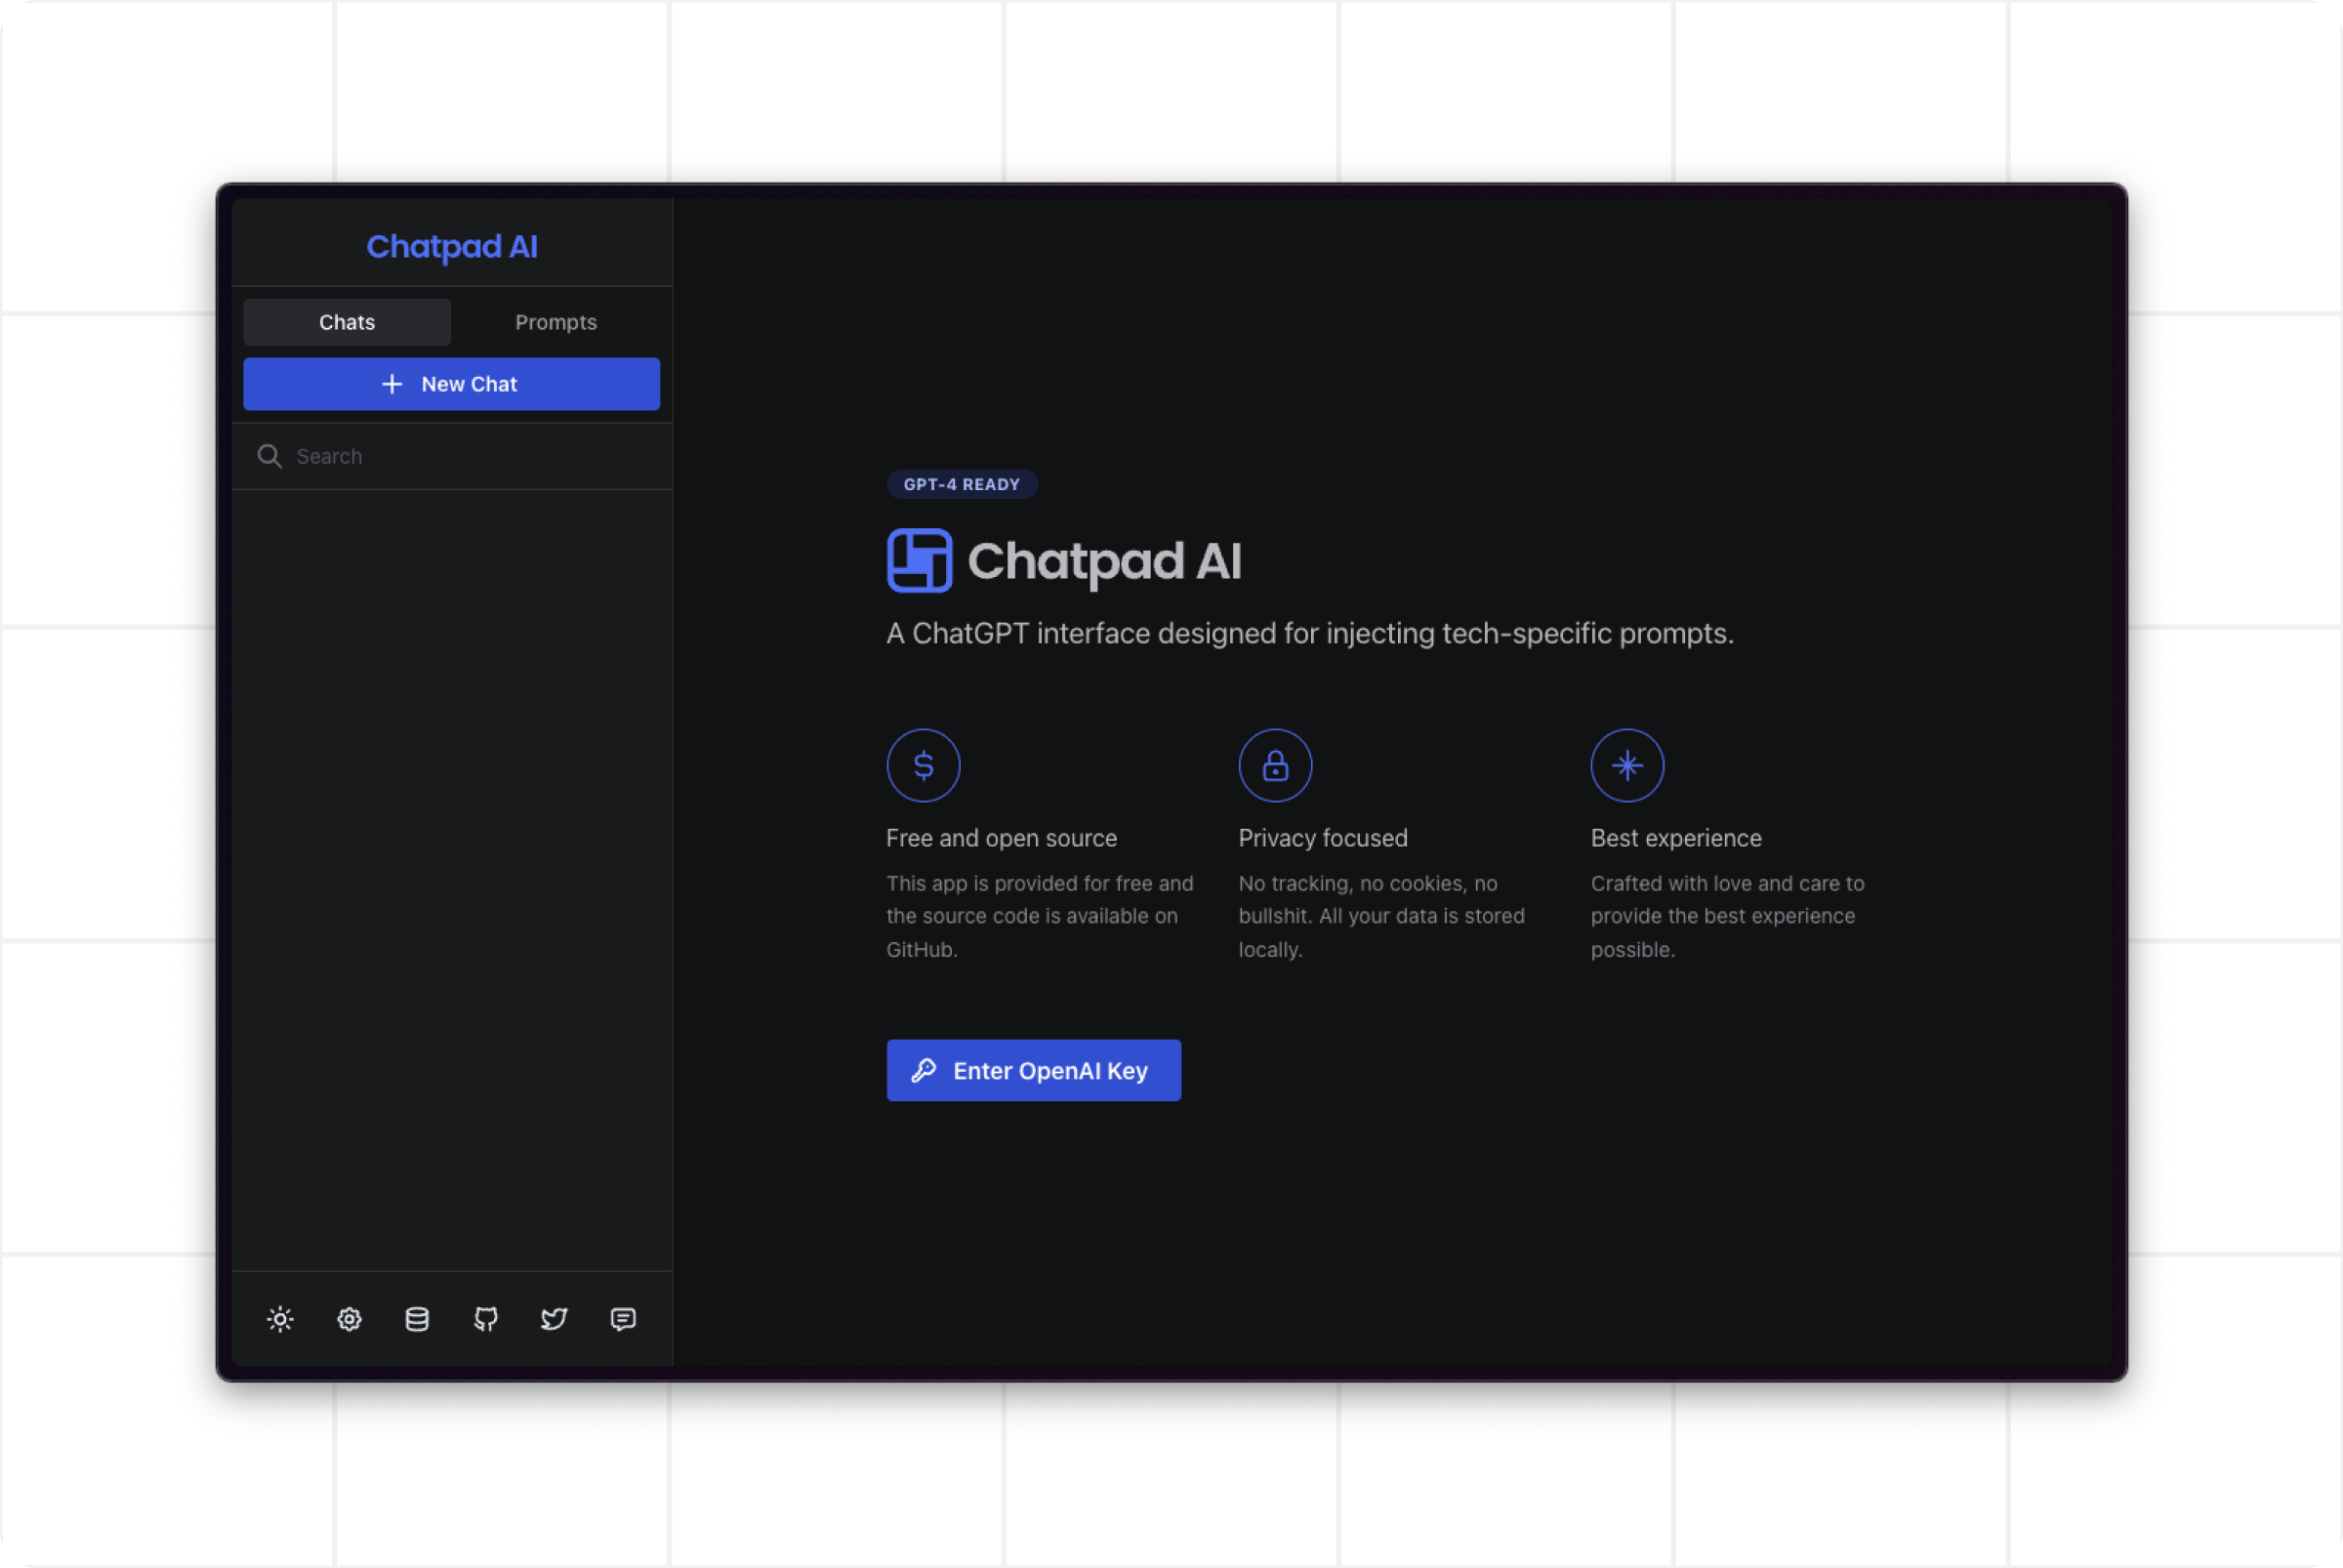 Chatpad AI
Chats
Prompts
New Chat
Search
GPT-4 READY
Chatpad AI
A ChatGPT interface designed for injecting tech-specific prompts.
Free and open source
This app is provided for free and
the source code is available on
GitHub.
Privacy focused
No tracking, no cookies, no
bullshit. All your data is stored
locally.
Best experience
Crafted with love and care to
provide the best experience
possible.
Enter OpenAI Key